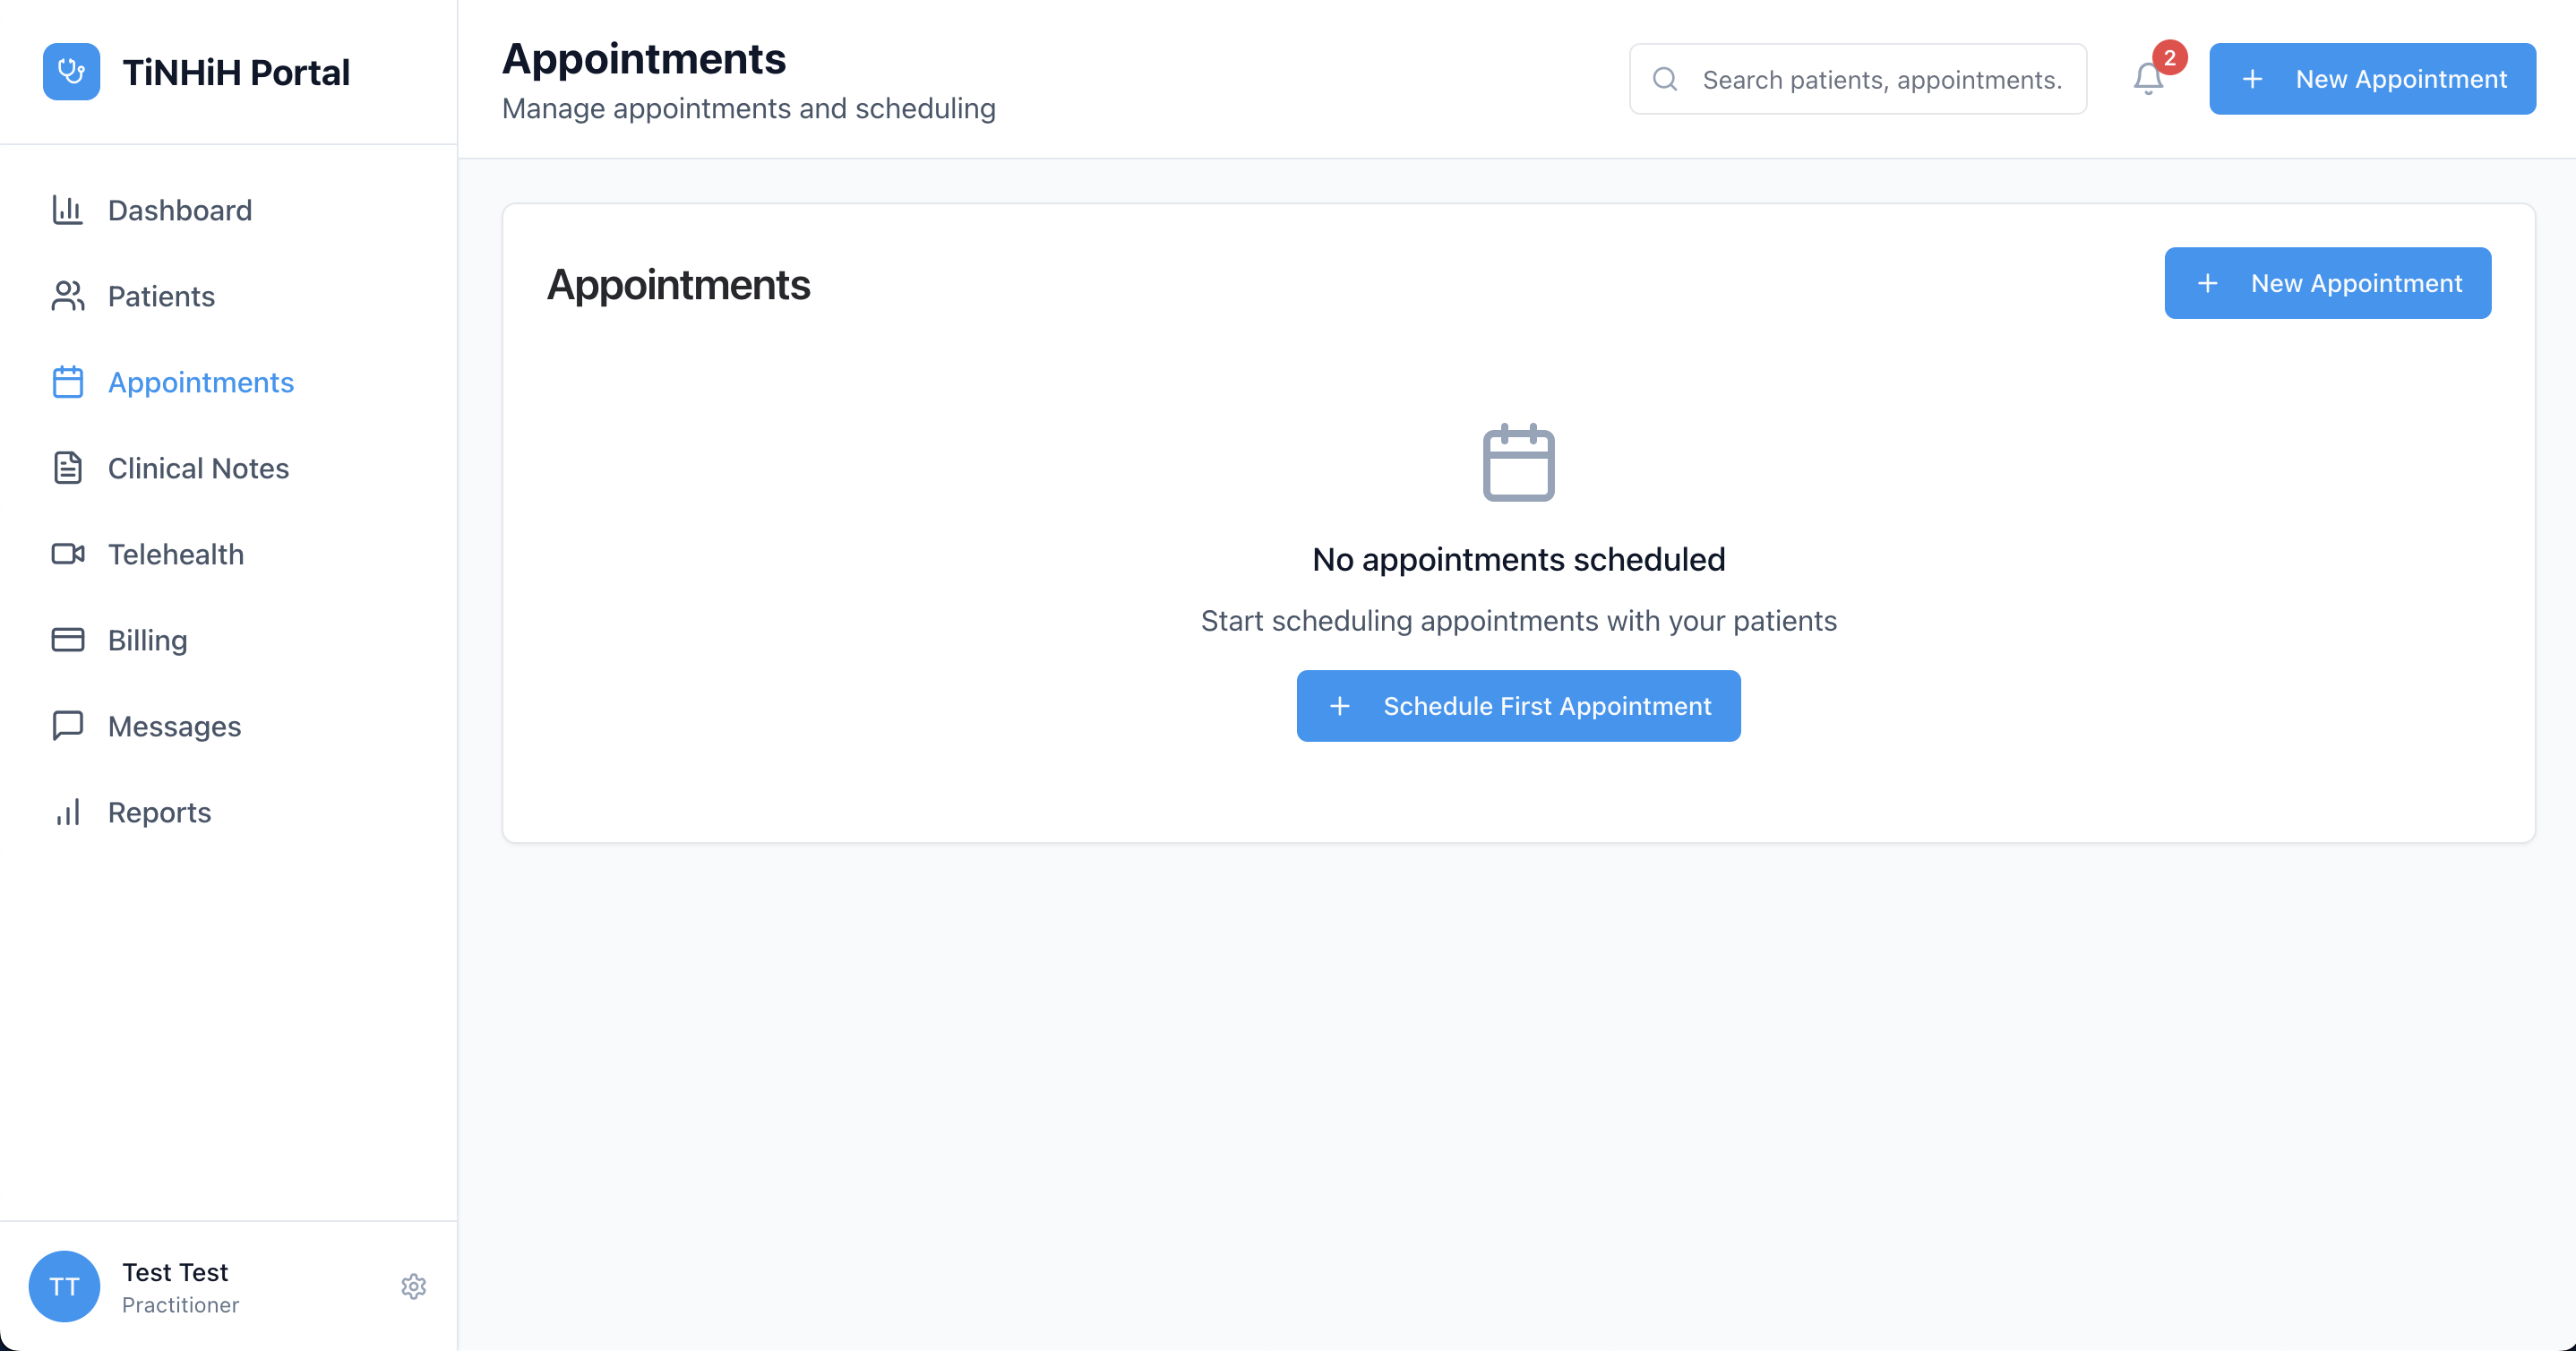 TiNHiH Portal
Dashboard
Patients
Appointments
Clinical Notes
Telehealth
Billing
Messages
Reports
TT
Test Test
Practitioner
Appointments
Manage appointments and scheduling
Search patients, appointments.
2
New Appointment
Appointments
New Appointment
No appointments scheduled
Start scheduling appointments with your patients
Schedule First Appointment